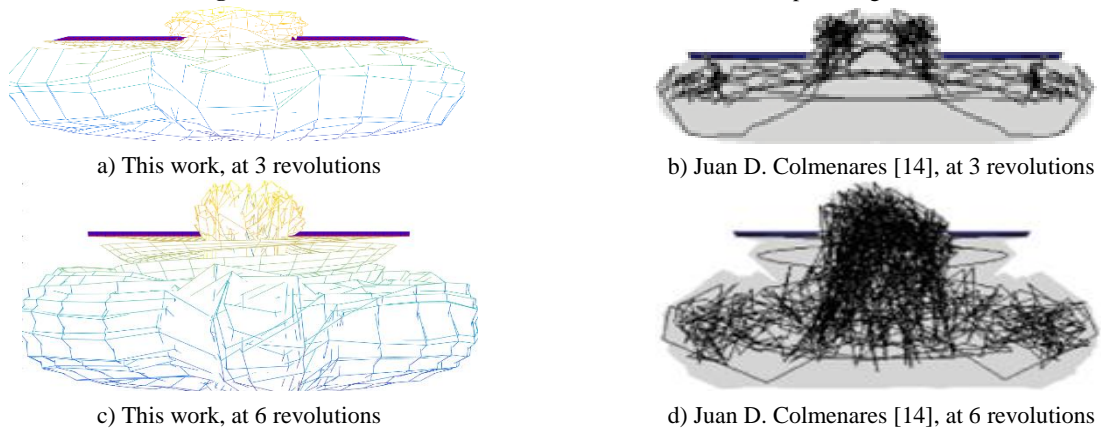 a) This work, at 3 revolutions
b) Juan D. Colmenares [14], at 3 revolutions
c) This work, at 6 revolutions
d) Juan D. Colmenares [14], at 6 revolutions